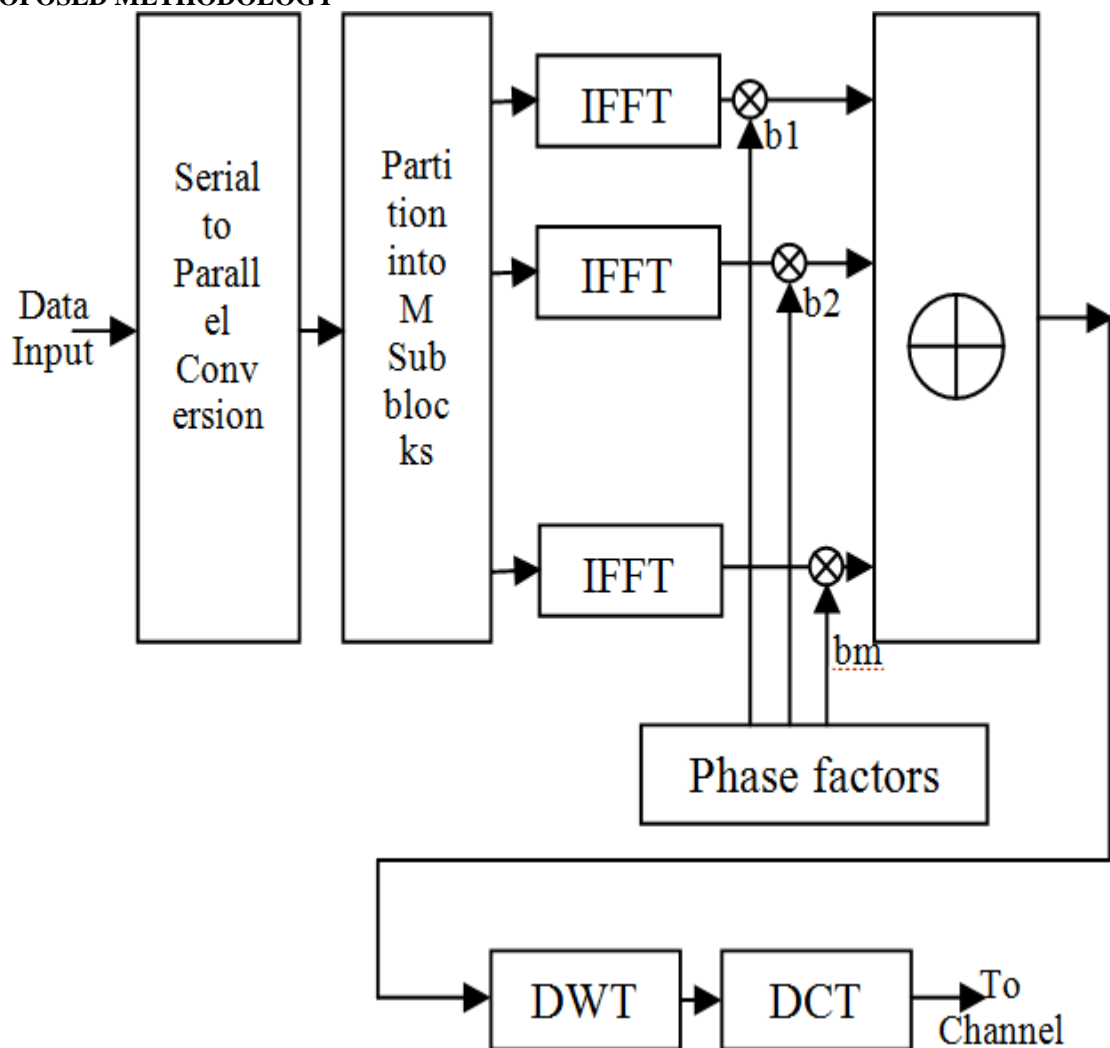 OPOSED METHODOLOGY
Data
Input
Serial
to
Parall
el
Conv
ersion
Parti
tion
into
M
Sub
bloc
ks
IFFT
b1
IFFT
b2
IFFT
bm
Phase factors
DWT
DCT
To
Channel